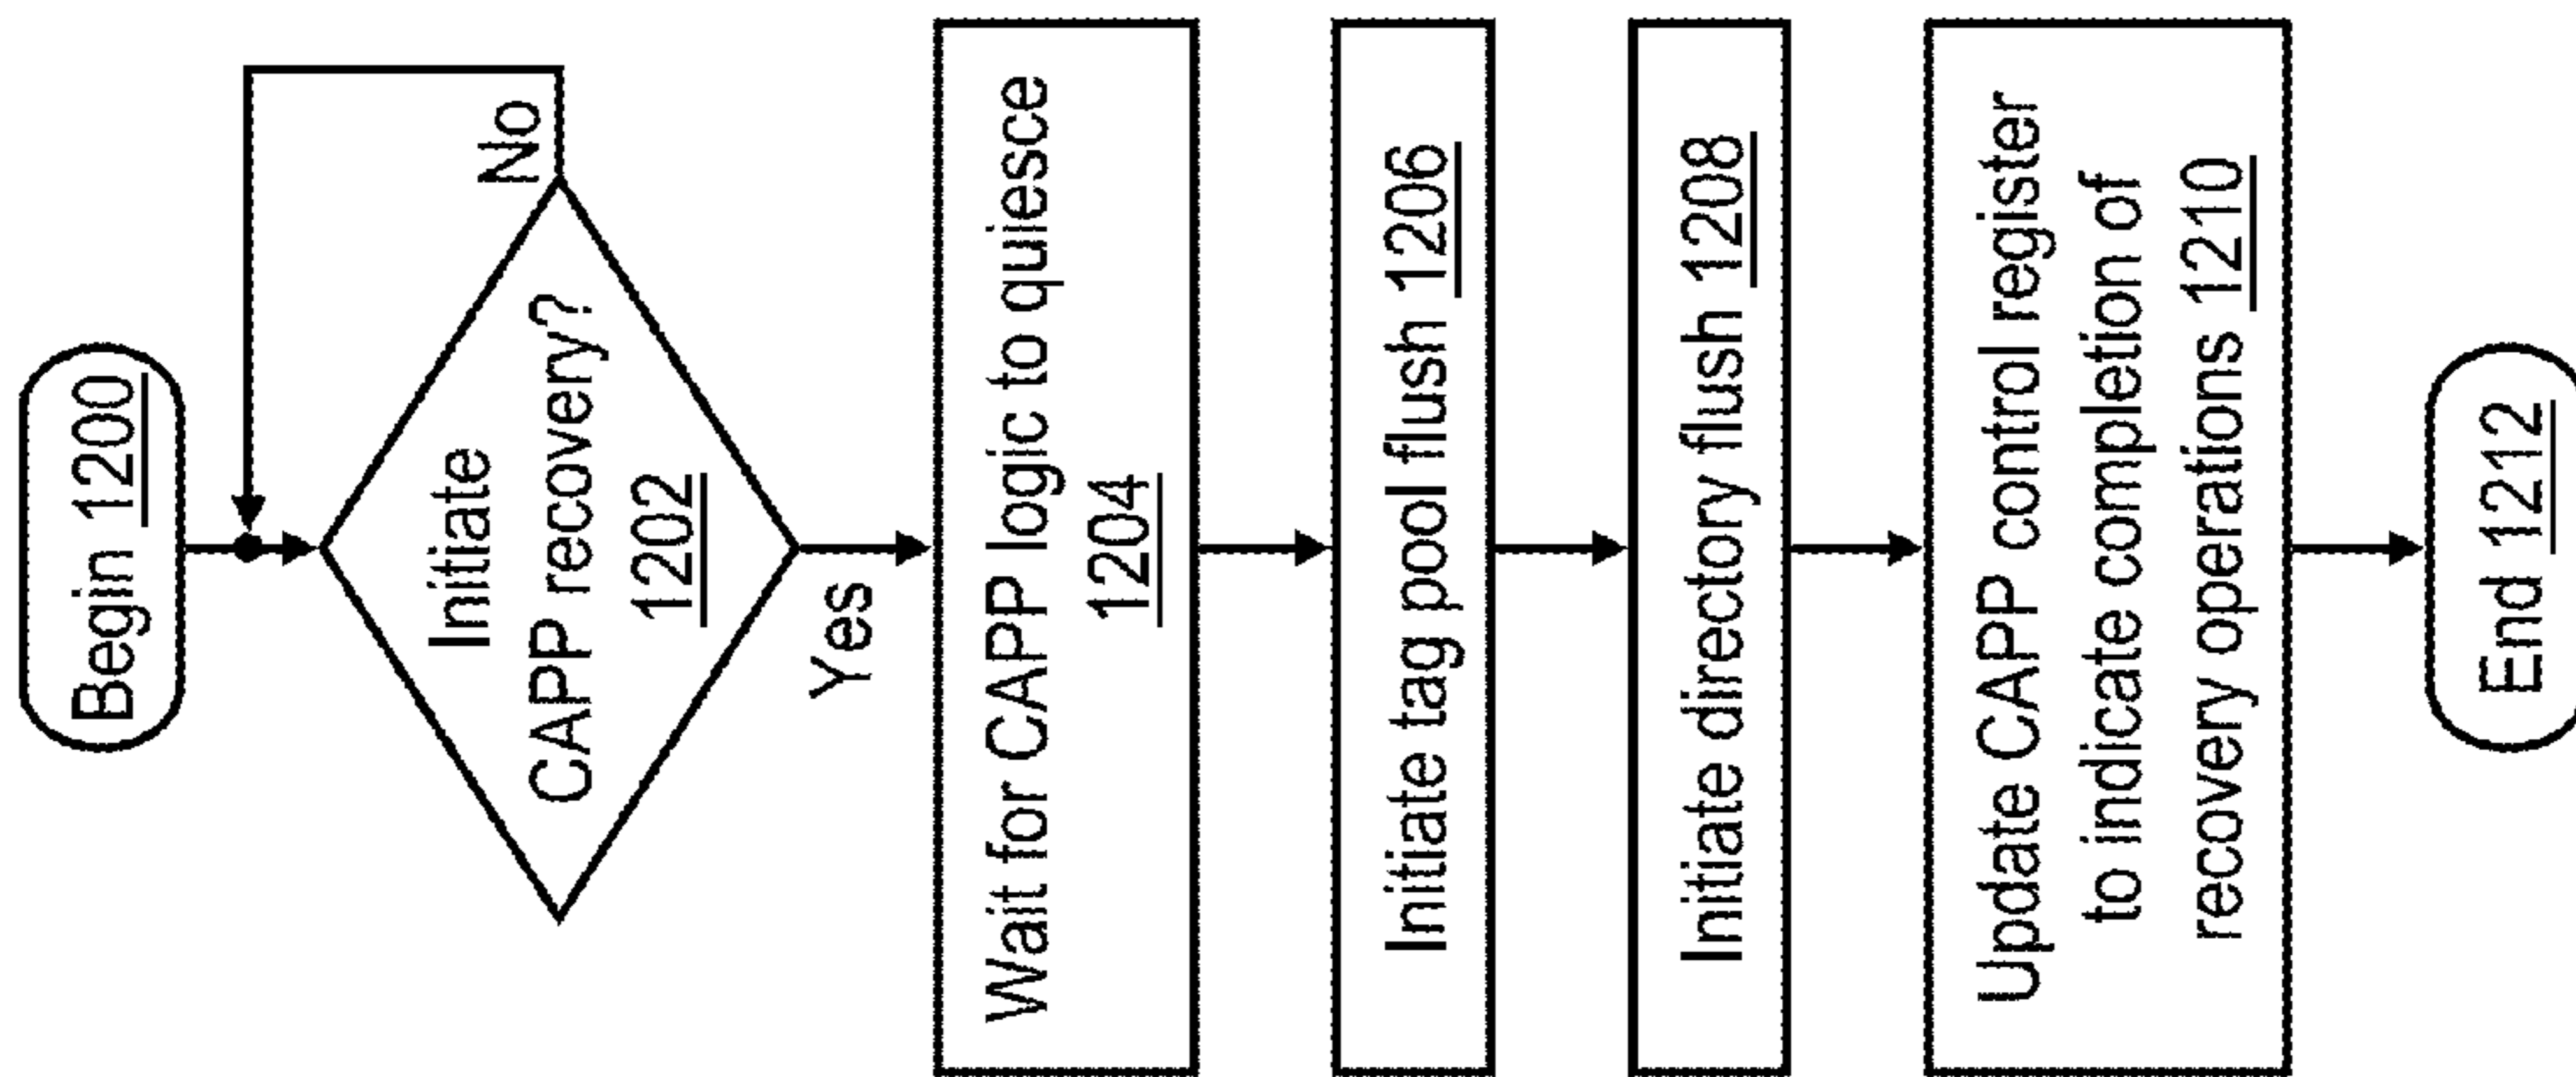 Begin 1200
Initiate
CAPP recovery?
1202
No
Yes
Wait for CAPP logic to quiesce
1204
Initiate tag pool flush 1206
Initiate directory flush 1208
Update CAPP control register
to indicate completion of
recovery operations 1210
End 1212